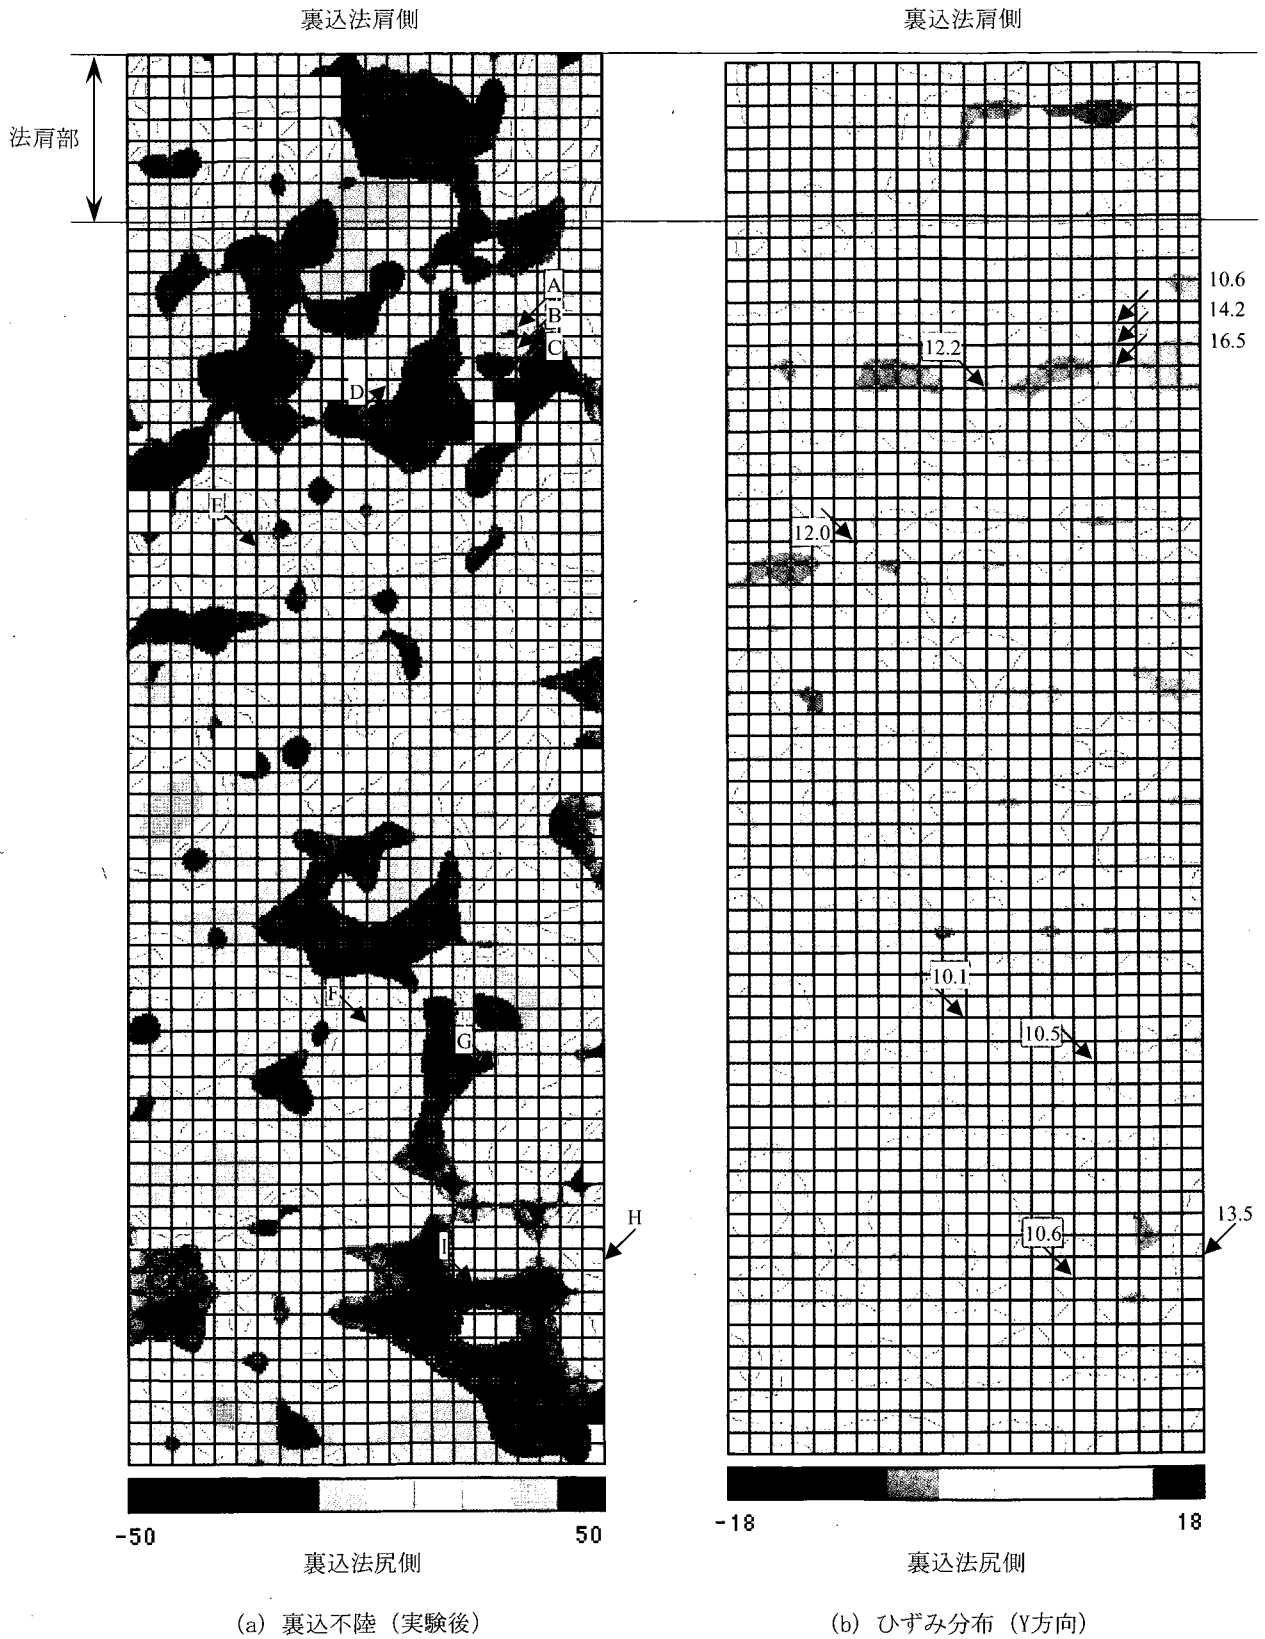 裏込法肩側
裏込法肩側
法肩部
A
B
C
D
E
F
G
H
I
10.6
14.2
16.5
12.2
12.0
10.1
10.5
10.6
13.5
-50
50
-18
18
裏込法尻側
裏込法尻側
(a) 裏込不陸（実験後）
(b) ひずみ分布（Y方向）